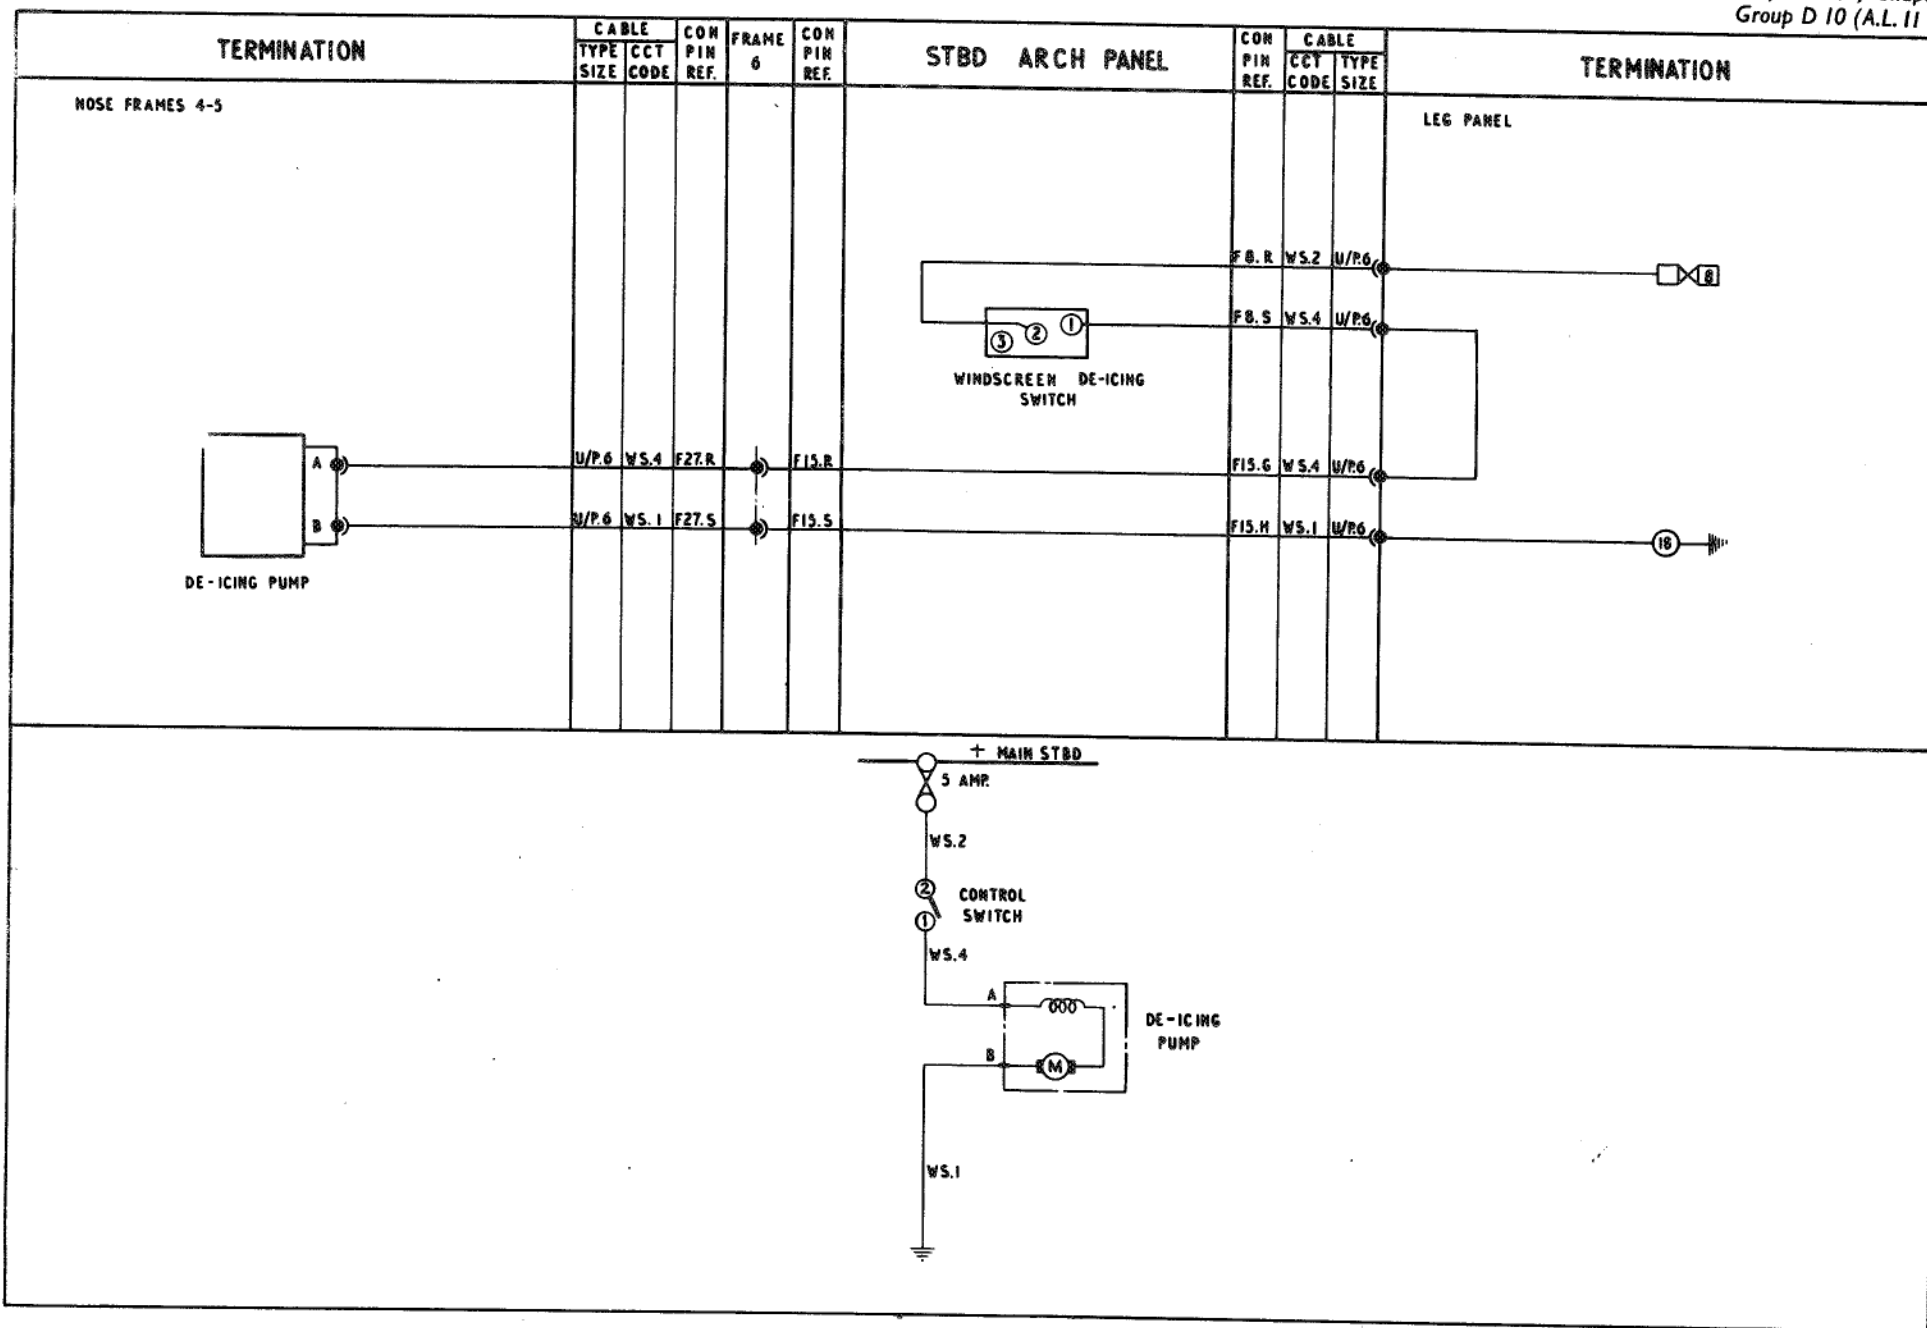 Group D 10 (A.L. 11
TERMINATION
CABLE
TYPE SIZE
CCT CODE
CON PIN REF.
FRAME 6
CON PIN REF.
STBD ARCH PANEL
CON PIN REF.
CABLE
CCT CODE
TYPE SIZE
TERMINATION
NOSE FRAMES 4-5
LEG PANEL
F8.R WS.2 U/P.6
8
F8.S WS.4 U/P.6
3 2 1
WINDSCREEN DE-ICING
SWITCH
A U/P.6 WS.4 F27.R F15.R F15.G WS.4 U/P.6
B U/P.6 WS.1 F27.S F15.S F15.H WS.1 U/P.6 18
DE-ICING PUMP
+ MAIN STBD
5 AMP.
WS.2
2
CONTROL
SWITCH
1
WS.4
A
DE-ICING
PUMP
B
M
WS.1